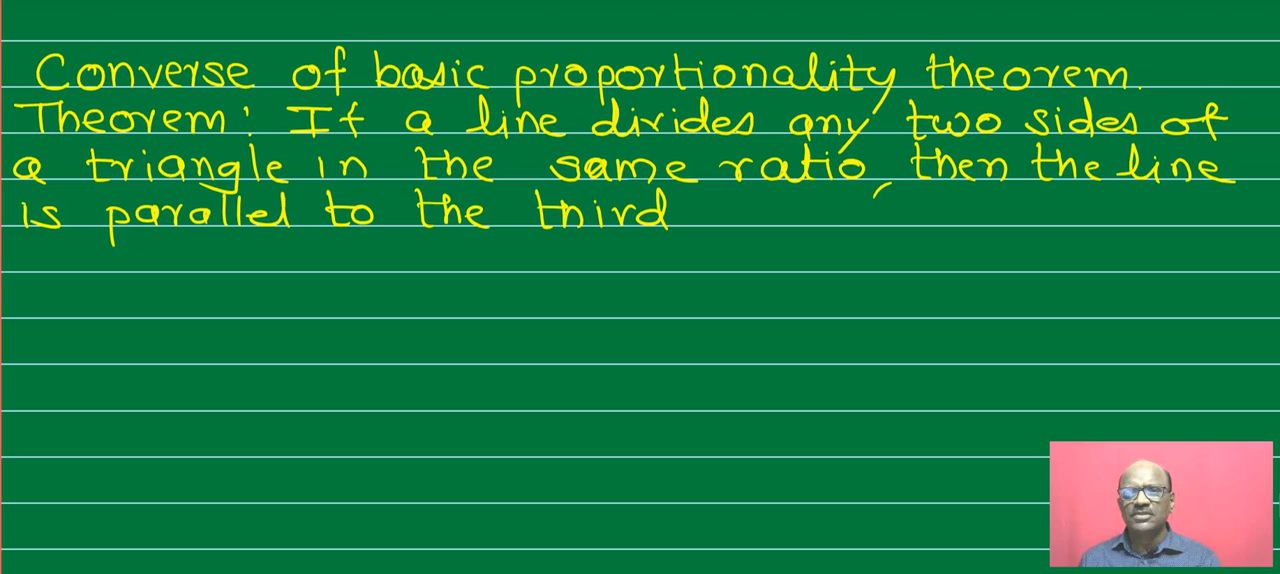 Converse of basic proportionality theorem.
Theorem: If a line divides any two sides of
a triangle in the same ratio, then the line
is parallel to the third